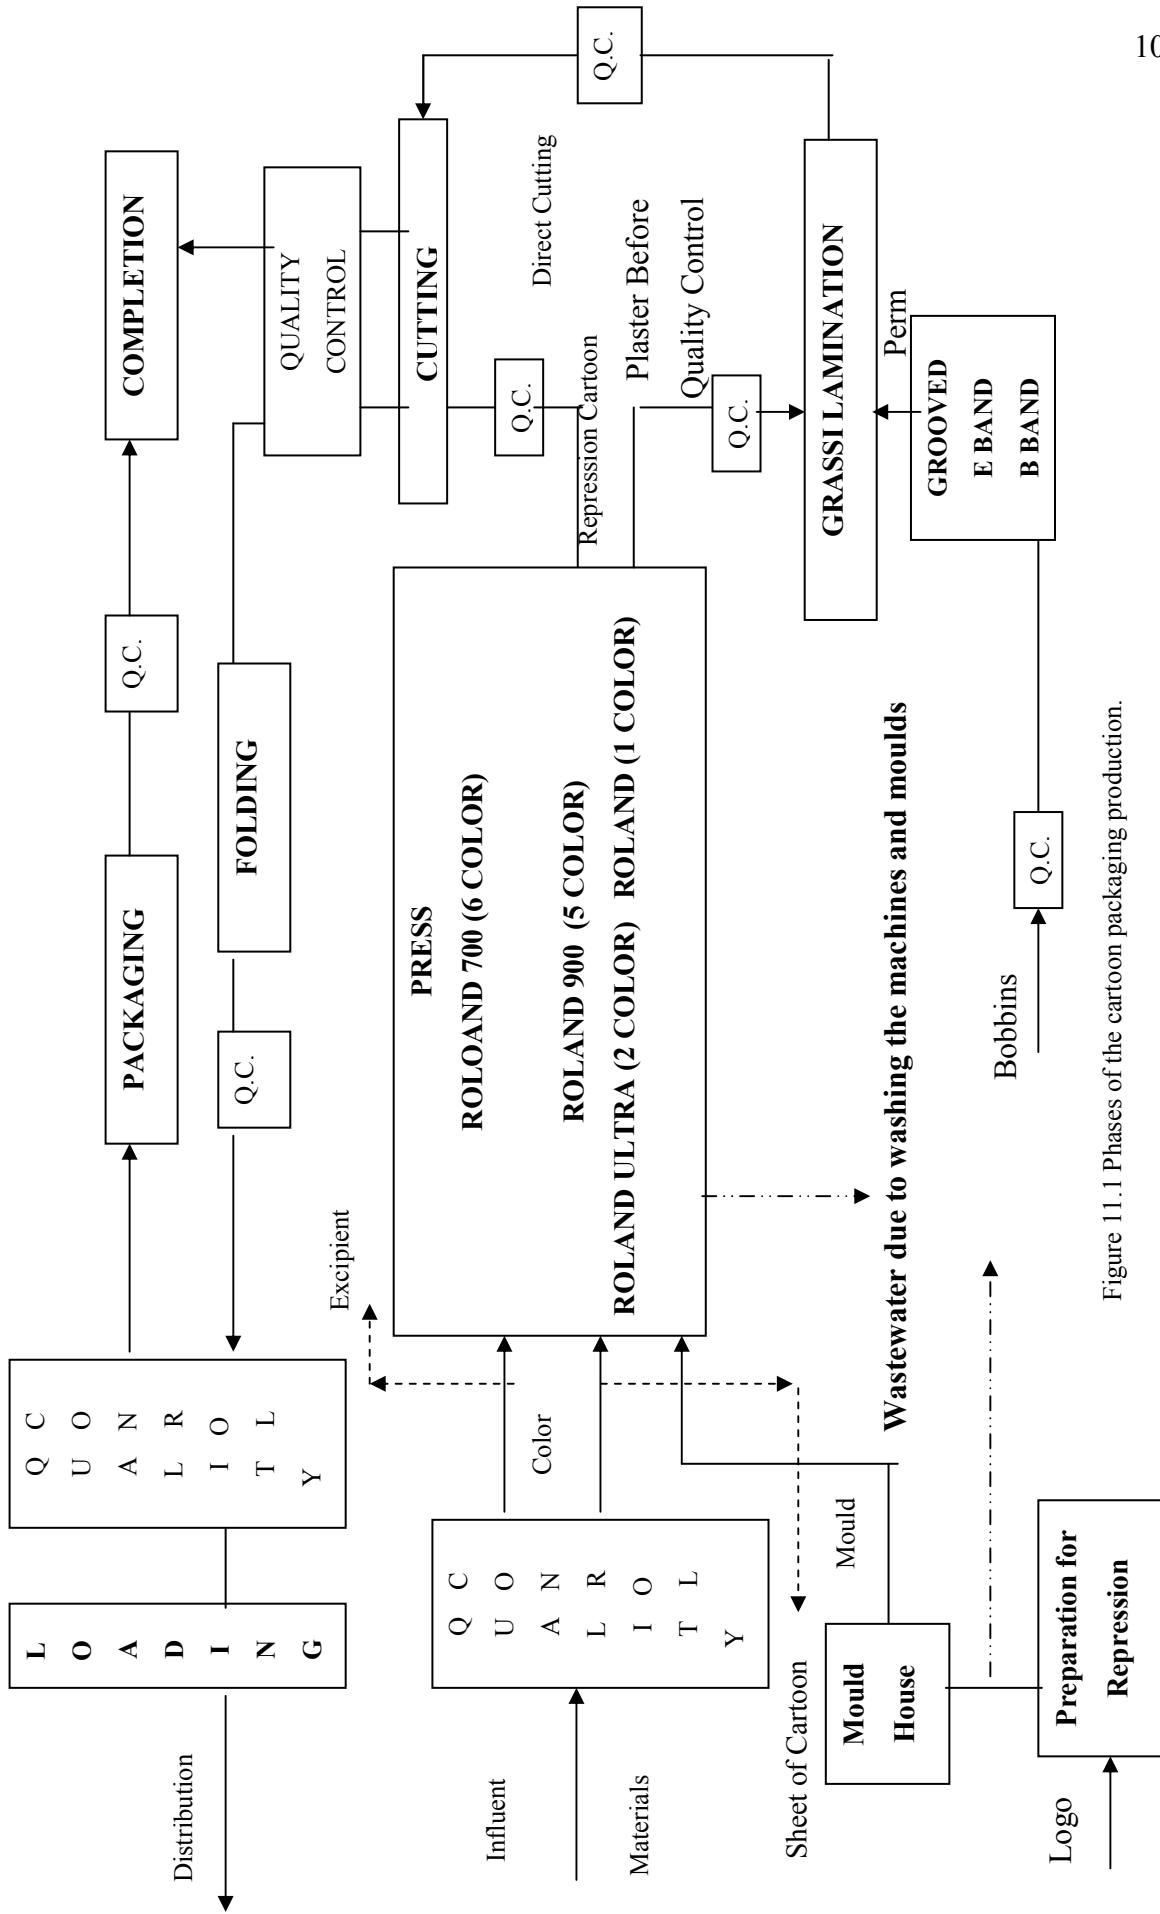 10
L O A D I N G
Q C
U O
A N
L R
I O
T L
Y
PACKAGING
Q.C.
COMPLETION
Distribution
Q.C.
FOLDING
QUALITY
CONTROL
Excipient
CUTTING
Q.C.
Influent
Materials
Q C
U O
A N
L R
I O
T L
Y
Color
PRESS
ROLOAND 700 (6 COLOR)
ROLAND 900 (5 COLOR)
ROLAND ULTRA (2 COLOR) ROLAND (1 COLOR)
Q.C.
Direct Cutting
Repression Cartoon
Plaster Before
Quality Control
Q.C.
Sheet of Cartoon
Mould
Mould
House
Wastewater due to washing the machines and moulds
GRASSI LAMINATION
Perm
GROOVED
E BAND
B BAND
Bobbins
Q.C.
Logo
Preparation for
Repression
Figure 11.1 Phases of the cartoon packaging production.